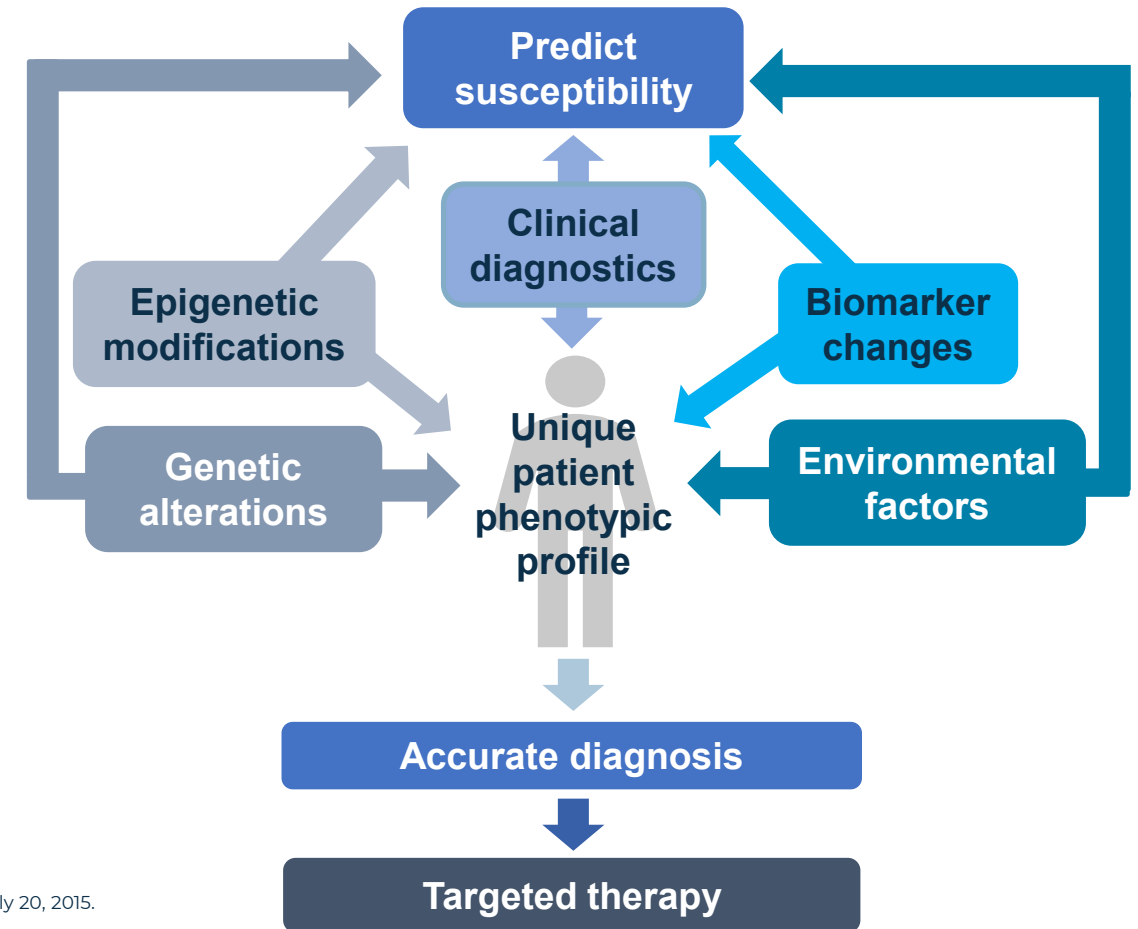 Predict
susceptibility
Clinical
diagnostics
Epigenetic
modifications
Biomarker
changes
Genetic
alterations
Unique
patient
phenotypic
profile
Environmental
factors
Accurate diagnosis
Targeted therapy
ly 20, 2015.